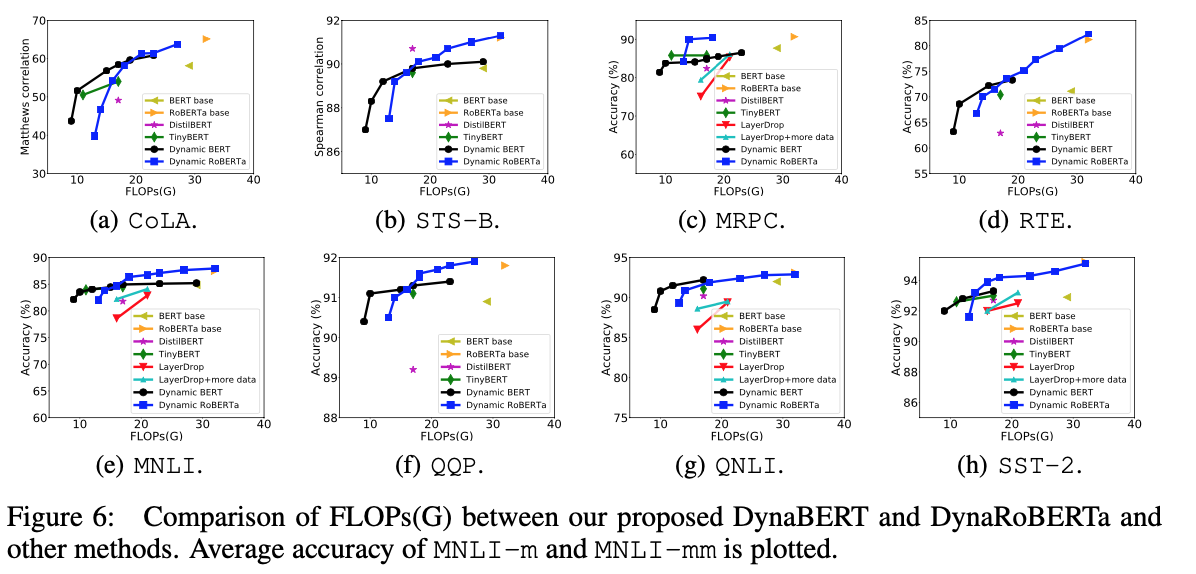 70
60
50
40
30
10
20
30
40
Matthews correlation
FLOPs(G)
BERT base
RoBERTa base
DistilBERT
TinyBERT
Dynamic BERT
Dynamic RoBERTa
(a) CoLA.
92
90
88
86
10
20
30
40
Spearman correlation
FLOPs(G)
BERT base
RoBERTa base
DistilBERT
TinyBERT
Dynamic BERT
Dynamic RoBERTa
(b) STS-B.
90
80
70
60
10
20
30
40
Accuracy (%)
FLOPs(G)
BERT base
RoBERTa base
DistilBERT
TinyBERT
LayerDrop
LayerDrop+more data
Dynamic BERT
Dynamic RoBERTa
(c) MRPC.
85
80
75
70
65
60
55
10
20
30
40
Accuracy (%)
FLOPs(G)
BERT base
RoBERTa base
DistilBERT
TinyBERT
Dynamic BERT
Dynamic RoBERTa
(d) RTE.
90
85
80
75
70
65
60
10
20
30
40
Accuracy (%)
FLOPs(G)
BERT base
RoBERTa base
DistilBERT
TinyBERT
LayerDrop
LayerDrop+more data
Dynamic BERT
Dynamic RoBERTa
(e) MNLI.
92
91
90
89
88
10
20
30
40
Accuracy (%)
FLOPs(G)
BERT base
RoBERTa base
DistilBERT
TinyBERT
Dynamic BERT
Dynamic RoBERTa
(f) QQP.
95
90
85
80
75
10
20
30
40
Accuracy (%)
FLOPs(G)
BERT base
RoBERTa base
DistilBERT
TinyBERT
LayerDrop
LayerDrop+more data
Dynamic BERT
Dynamic RoBERTa
(g) QNLI.
94
92
90
88
86
10
20
30
40
Accuracy (%)
FLOPs(G)
BERT base
RoBERTa base
DistilBERT
TinyBERT
LayerDrop
LayerDrop+more data
Dynamic BERT
Dynamic RoBERTa
(h) SST-2.
Figure 6: Comparison of FLOPs(G) between our proposed DynaBERT and DynaRoBERTa and
other methods. Average accuracy of MNLI-m and MNLI-mm is plotted.